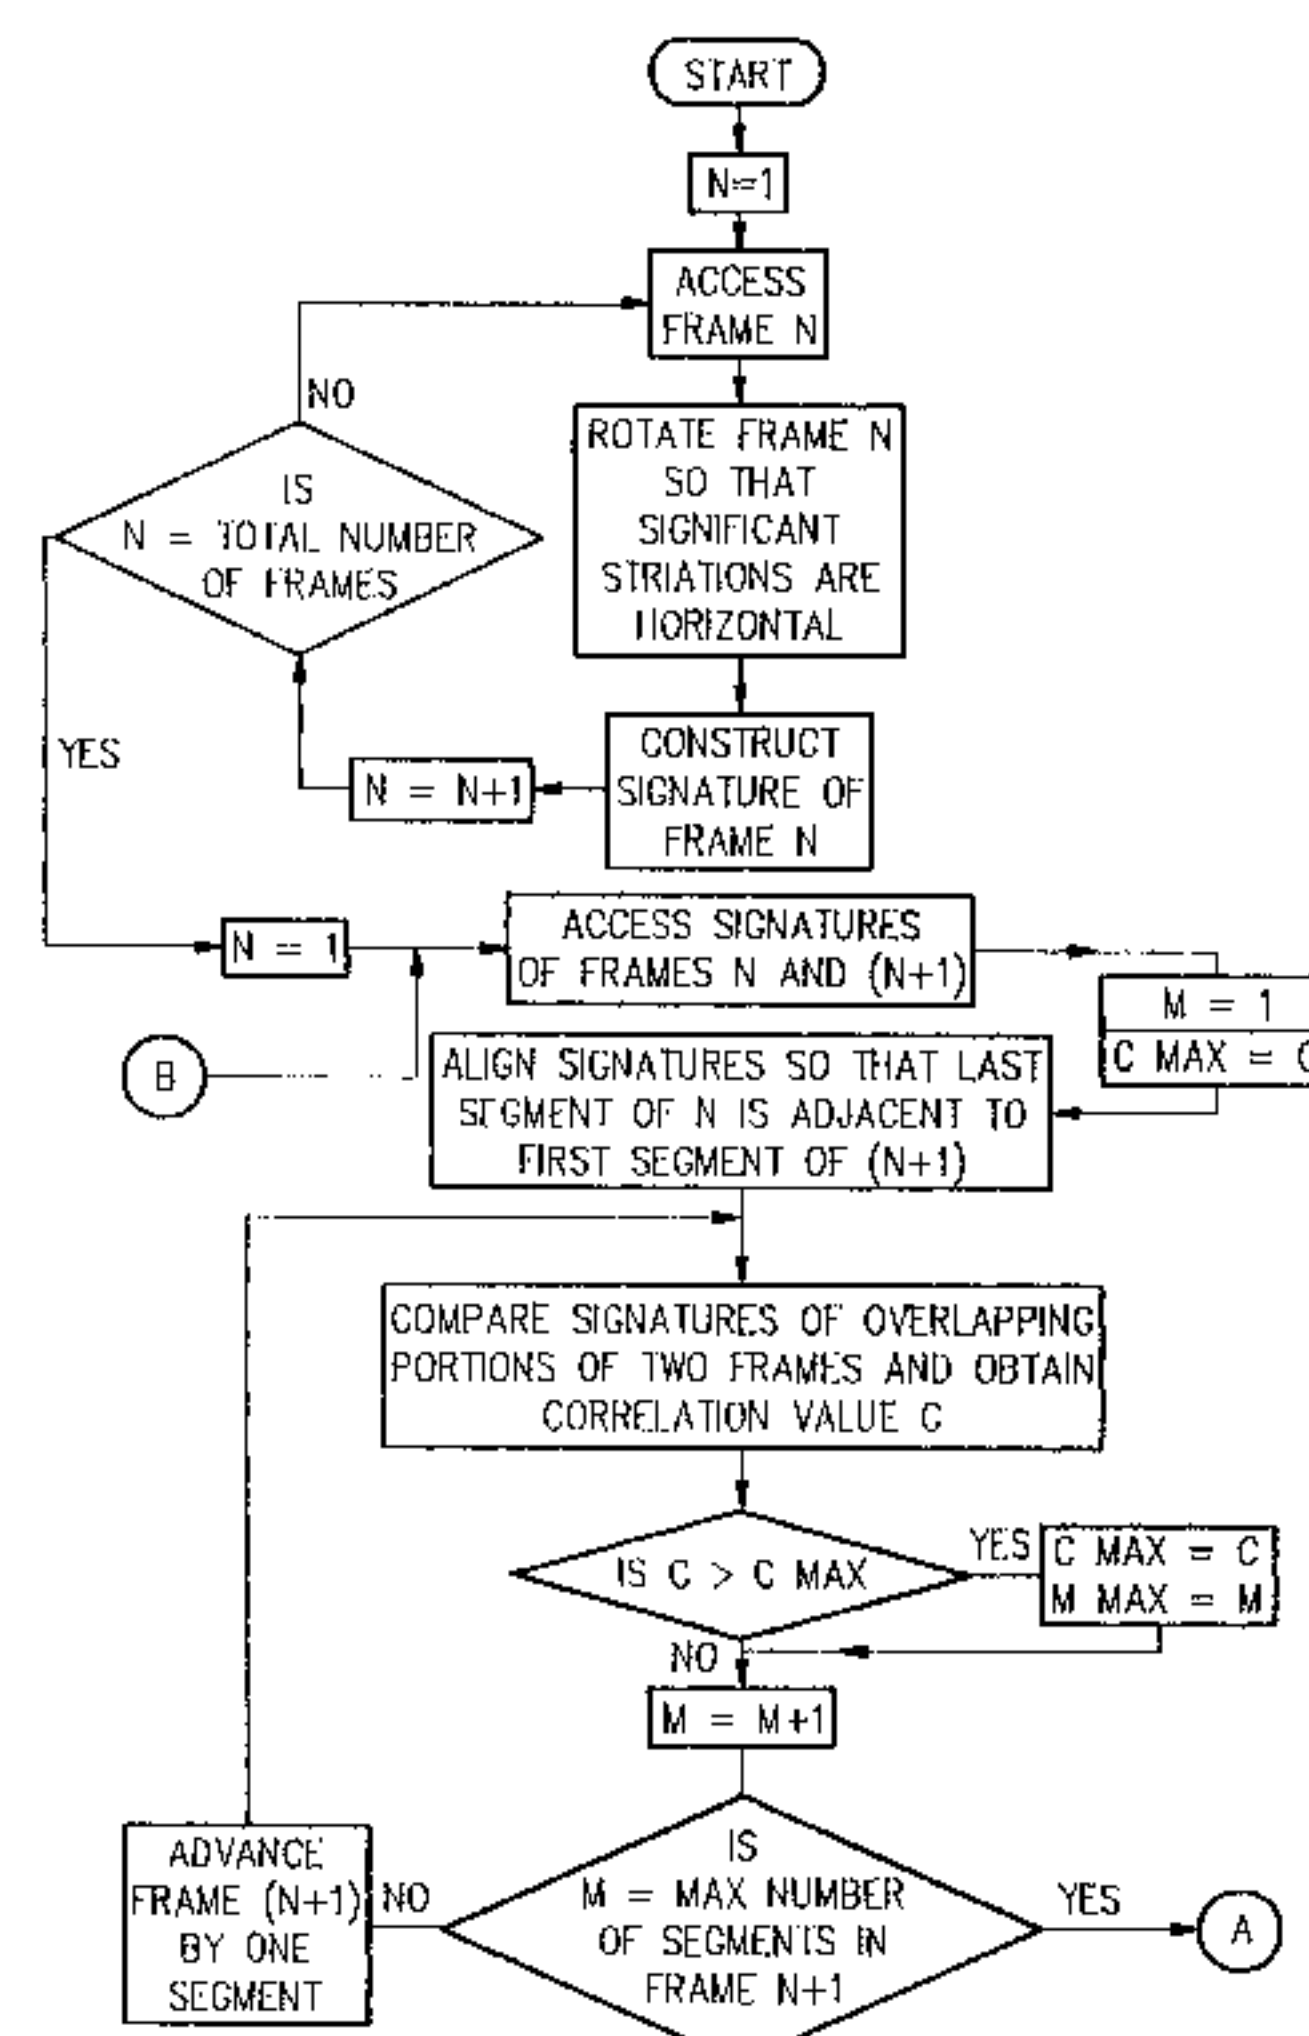 START
N=1
ACCESS
FRAME N
NO
ROTATE FRAME N
SO THAT
SIGNIFICANT
STRIATIONS ARE
HORIZONTAL
IS
N = TOTAL NUMBER
OF FRAMES
YES
CONSTRUCT
SIGNATURE OF
FRAME N
N = N+1
N = 1
ACCESS SIGNATURES
OF FRAMES N AND (N+1)
M = 1
C MAX =
B
ALIGN SIGNATURES SO THAT LAST
SEGMENT OF N IS ADJACENT TO
FIRST SEGMENT OF (N+1)
COMPARE SIGNATURES OF OVERLAPPING
PORTIONS OF TWO FRAMES AND OBTAIN
CORRELATION VALUE C
IS C > C MAX
YES
C MAX = C
M MAX = M
NO
M = M+1
IS
M = MAX NUMBER
OF SEGMENTS IN
FRAME N+1
NO
ADVANCE
FRAME (N+1)
BY ONE
SEGMENT
YES
A